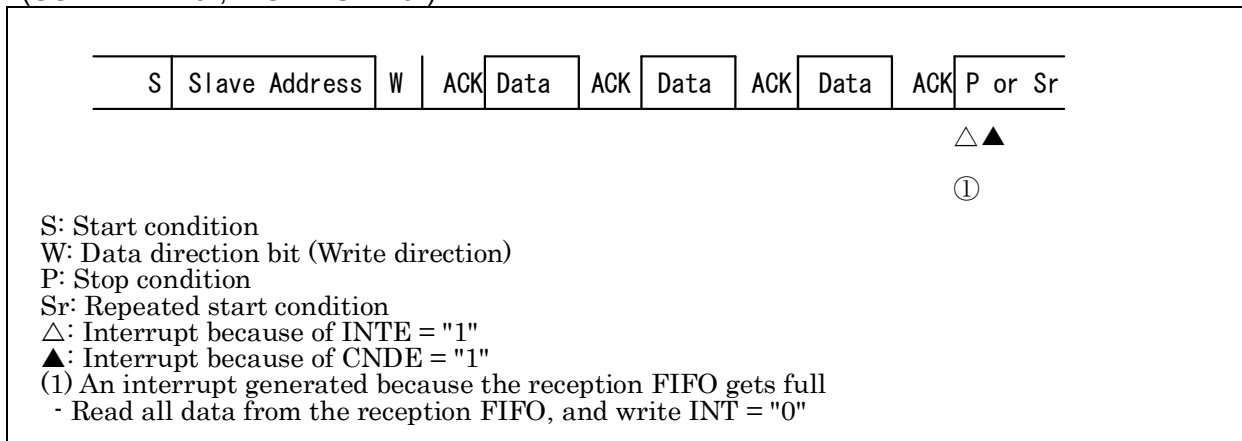 S Slave Address W ACK Data ACK Data ACK Data ACK P or Sr
△▲
①
S: Start condition
W: Data direction bit (Write direction)
P: Stop condition
Sr: Repeated start condition
△: Interrupt because of INTE = "1"
▲: Interrupt because of CNDE = "1"
(1) An interrupt generated because the reception FIFO gets full
- Read all data from the reception FIFO, and write INT = "0"